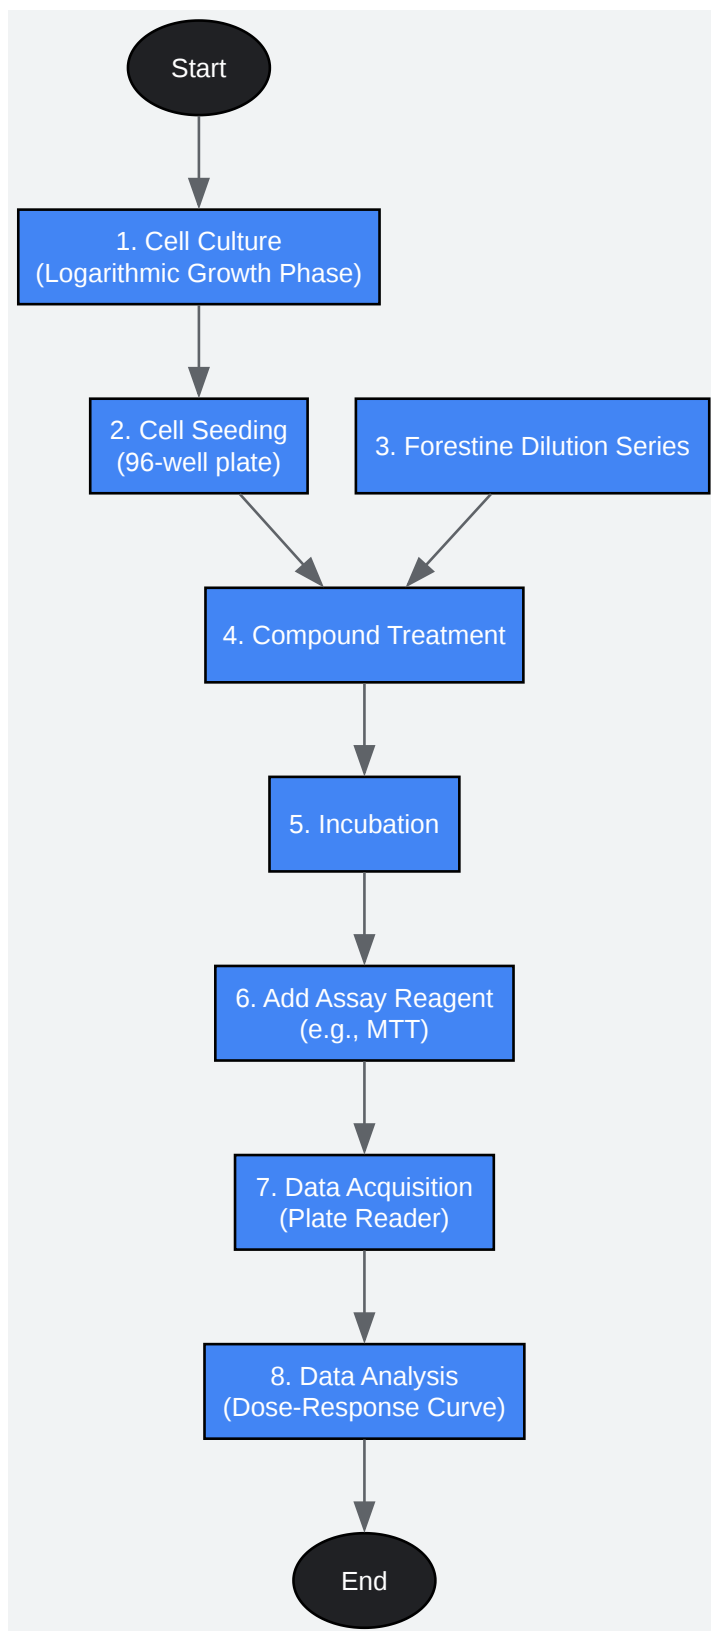 Start
1. Cell Culture
(Logarithmic Growth Phase)
2. Cell Seeding
(96-well plate)
3. Forestine Dilution Series
4. Compound Treatment
5. Incubation
6. Add Assay Reagent
(e.g., MTT)
7. Data Acquisition
(Plate Reader)
8. Data Analysis
(Dose-Response Curve)
End